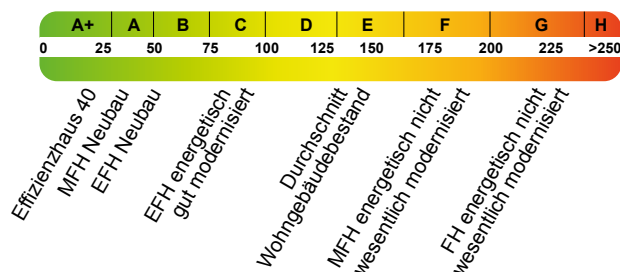 A+ A B C D E F G H
0 25 50 75 100 125 150 175 200 225 >250
Effizienzhaus 40
MFH Neubau
EFH Neubau
EFH energetisch
gut modernisiert
Durchschnitt
Wohngebäudebestand
MFH energetisch nicht
wesentlich modernisiert
FH energetisch nicht
wesentlich modernisiert